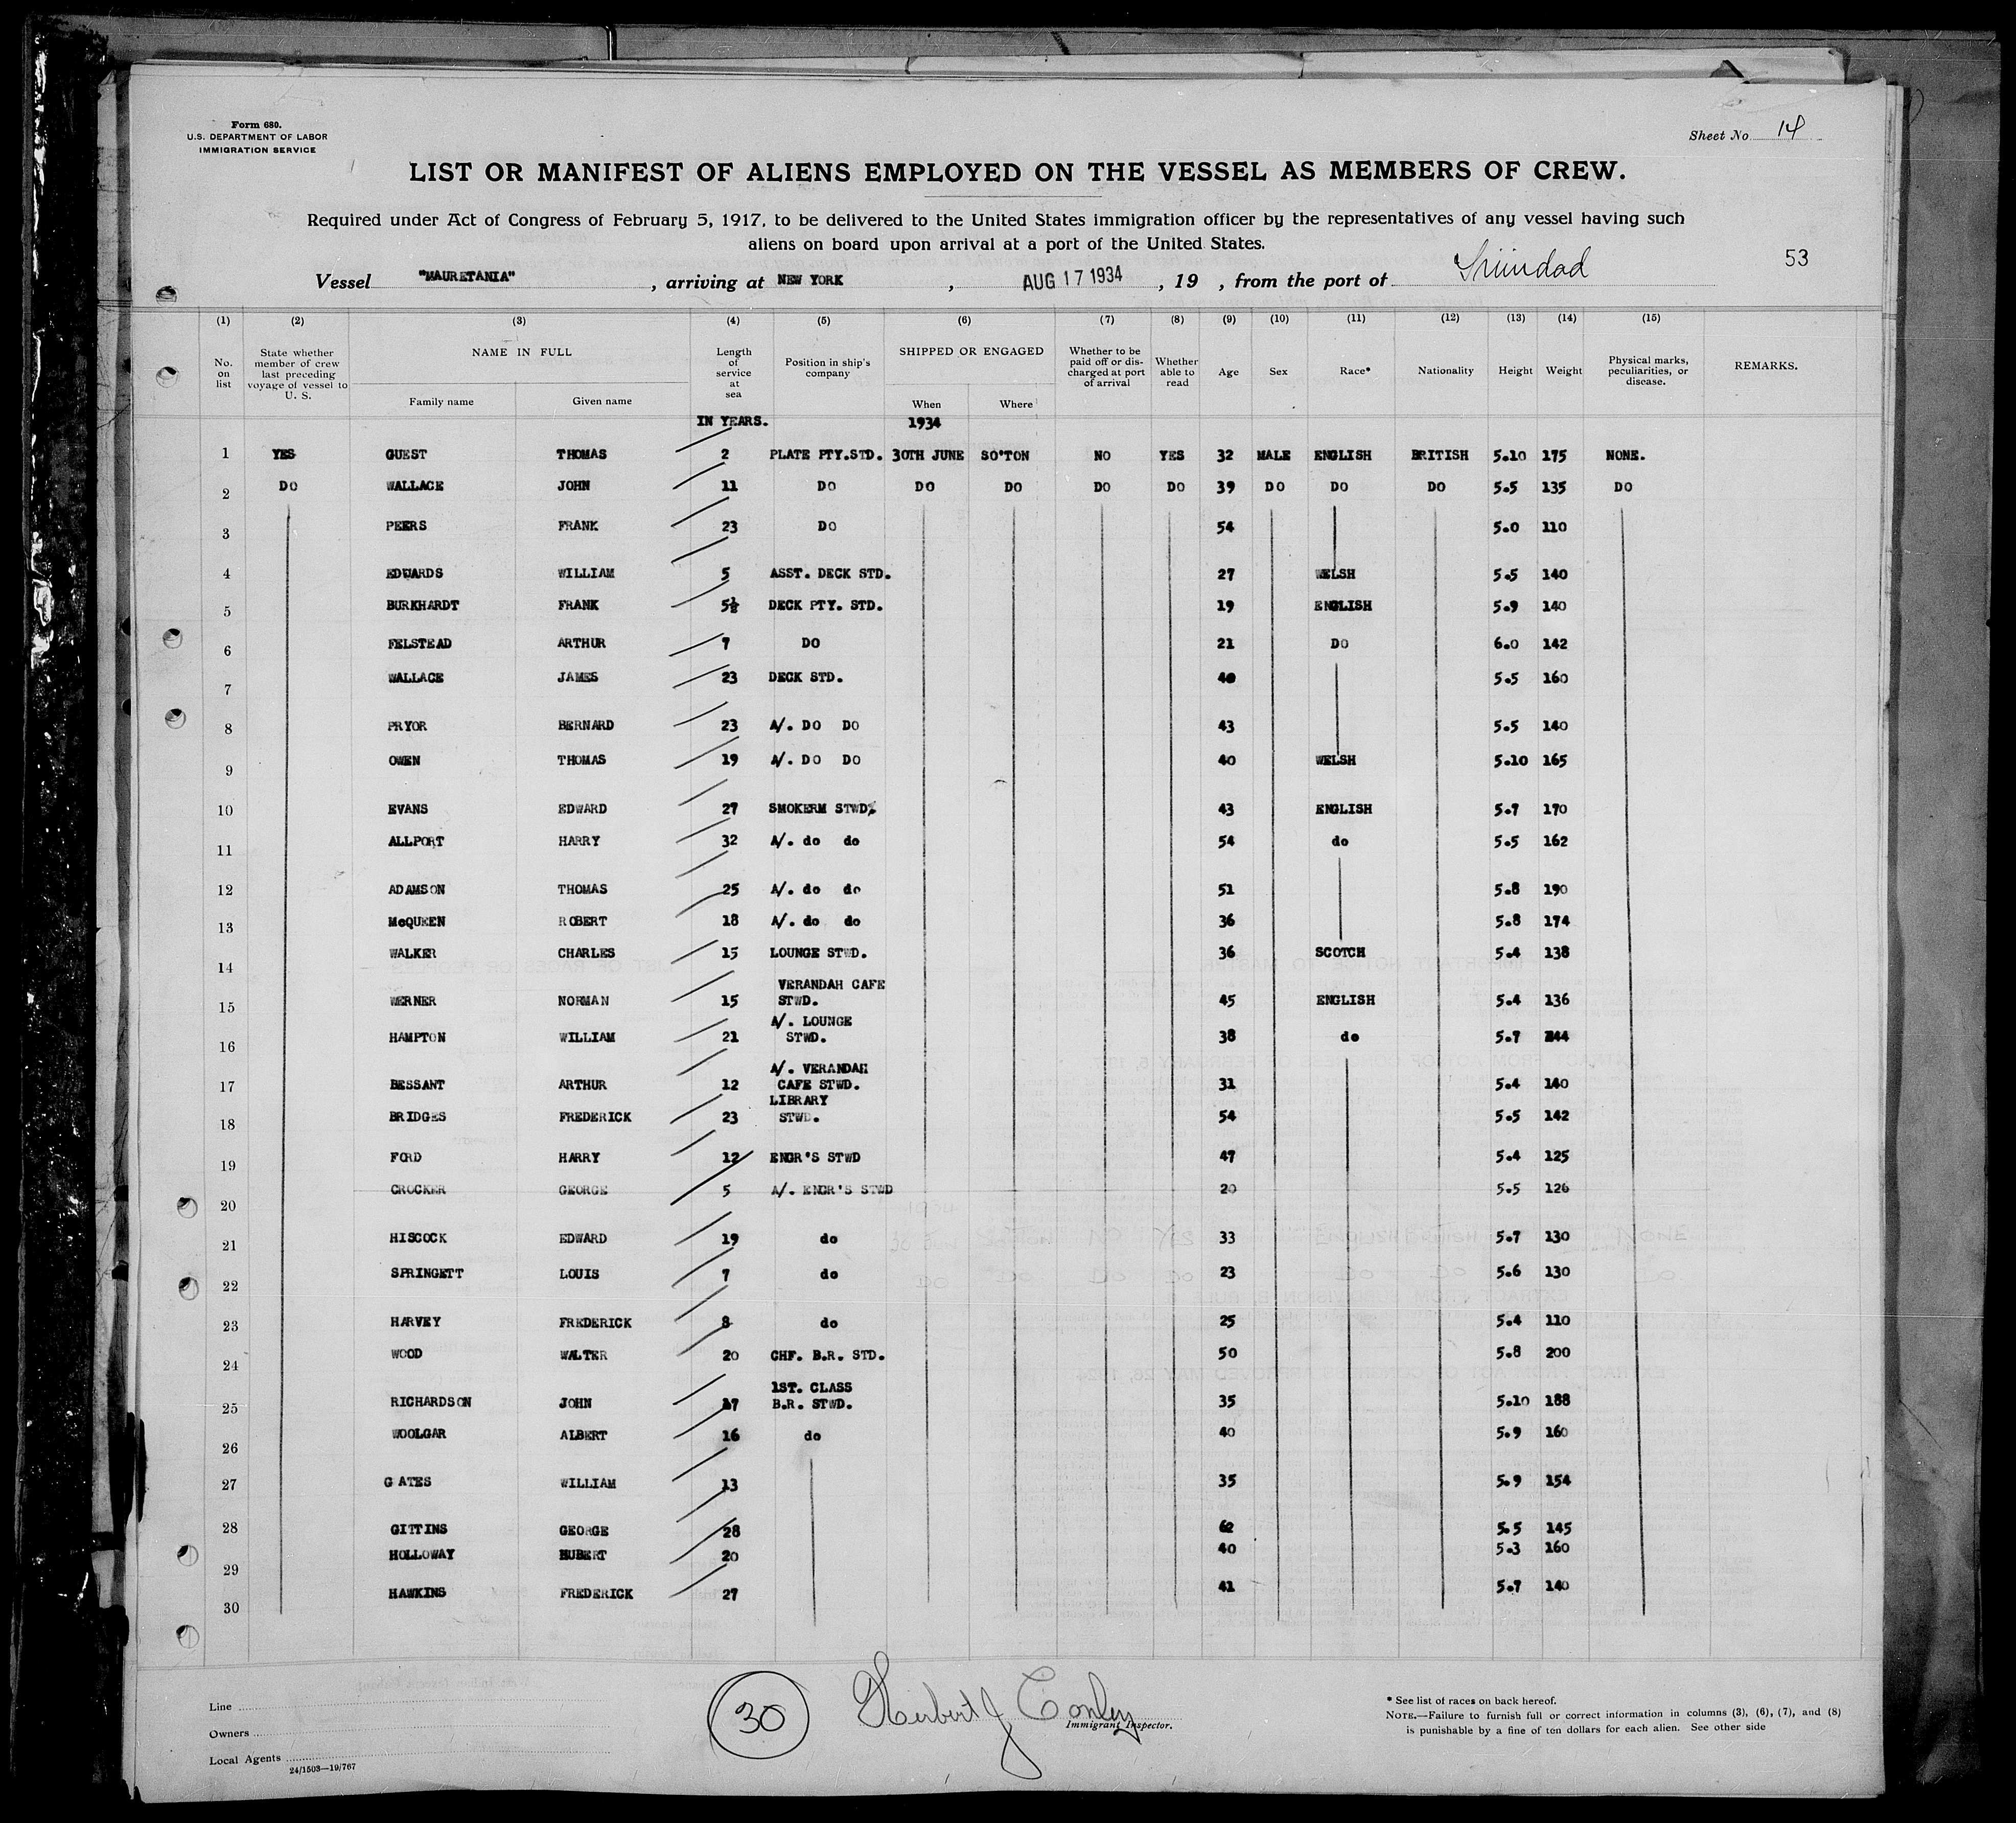 Form 680.
U.S. DEPARTMENT OF LABOR
IMMIGRATION SERVICE
Sheet No 14
LIST OR MANIFEST OF ALIENS EMPLOYED ON THE VESSEL AS MEMBERS OF CREW.
Required under Act of Congress of February 5, 1917, to be delivered to the United States immigration officer by the representatives of any vessel having such
aliens on board upon arrival at a port of the United States.
53
Vessel "MAURETANIA", arriving at NEW YORK, AUG 17 1934, 19 , from the port of Trinidad
(1) (2) (3) (4) (5) (6) (7) (8) (9) (10) (11) (12) (13) (14) (15)
No. on list State whether member of crew last preceding voyage of vessel to U. S. NAME IN FULL Family name Given name Length of service at sea Position in ship's company SHIPPED OR ENGAGED When Where Whether to be paid off or discharged at port of arrival Whether able to read Age Sex Race* Nationality Height Weight Physical marks, peculiarities, or disease. REMARKS.
IN YEARS. 1934
1 YES GUEST THOMAS 2 PLATE PTY.STD. 30TH JUNE SO'TON NO YES 32 MALE ENGLISH BRITISH 5.10 175 NONE.
2 DO WALLACE JOHN 11 DO DO DO DO DO 39 DO DO DO 5.5 135 DO
3 PEERS FRANK 23 DO 54 5.0 110
4 EDWARDS WILLIAM 5 ASST. DECK STD. 27 WELSH 5.5 140
5 BURKHARDT FRANK 5½ DECK PTY. STD. 19 ENGLISH 5.9 140
6 FELSTEAD ARTHUR 7 DO 21 DO 6.0 142
7 WALLACE JAMES 23 DECK STD. 40 5.5 160
8 PRYOR BERNARD 23 A/. DO DO 43 5.5 140
9 OWEN THOMAS 19 A/. DO DO 40 WELSH 5.10 165
10 EVANS EDWARD 27 SMOKERM STWD. 43 ENGLISH 5.7 170
11 ALLPORT HARRY 32 A/. do do 54 do 5.5 162
12 ADAMSON THOMAS 25 A/. do do 51 5.8 190
13 McQUEEN ROBERT 18 A/. do do 36 5.8 174
14 WALKER CHARLES 15 LOUNGE STWD. 36 SCOTCH 5.4 138
15 WERNER NORMAN 15 VERANDAH CAFE STWD. 45 ENGLISH 5.4 136
16 HAMPTON WILLIAM 21 A/. LOUNGE STWD. 38 do 5.7 144
17 BESSANT ARTHUR 12 A/. VERANDAH CAFE STWD. 31 5.4 140
18 BRIDGES FREDERICK 23 LIBRARY STWD. 54 5.5 142
19 FORD HARRY 12 ENGR'S STWD 47 5.4 125
20 CROCKER GEORGE 5 A/. ENGR'S STWD 20 5.5 126
21 HISCOCK EDWARD 19 do 33 5.7 130
22 SPRINGETT LOUIS 7 do 23 5.6 130
23 HARVEY FREDERICK 8 do 25 5.4 110
24 WOOD WALTER 20 CHF. B.R. STD. 50 5.8 200
25 RICHARDSON JOHN 17 1ST. CLASS B.R. STWD. 35 5.10 188
26 WOOLGAR ALBERT 16 do 40 5.9 160
27 GATES WILLIAM 13 35 5.9 154
28 GITTINS GEORGE 28 62 5.5 145
29 HOLLOWAY HUBERT 20 40 5.3 160
30 HAWKINS FREDERICK 27 41 5.7 140
Line
Owners
Local Agents
24/1503—19/767
30
Herbert J Conley
Immigrant Inspector.
* See list of races on back hereof.
NOTE.—Failure to furnish full or correct information in columns (3), (6), (7), and (8)
is punishable by a fine of ten dollars for each alien. See other side